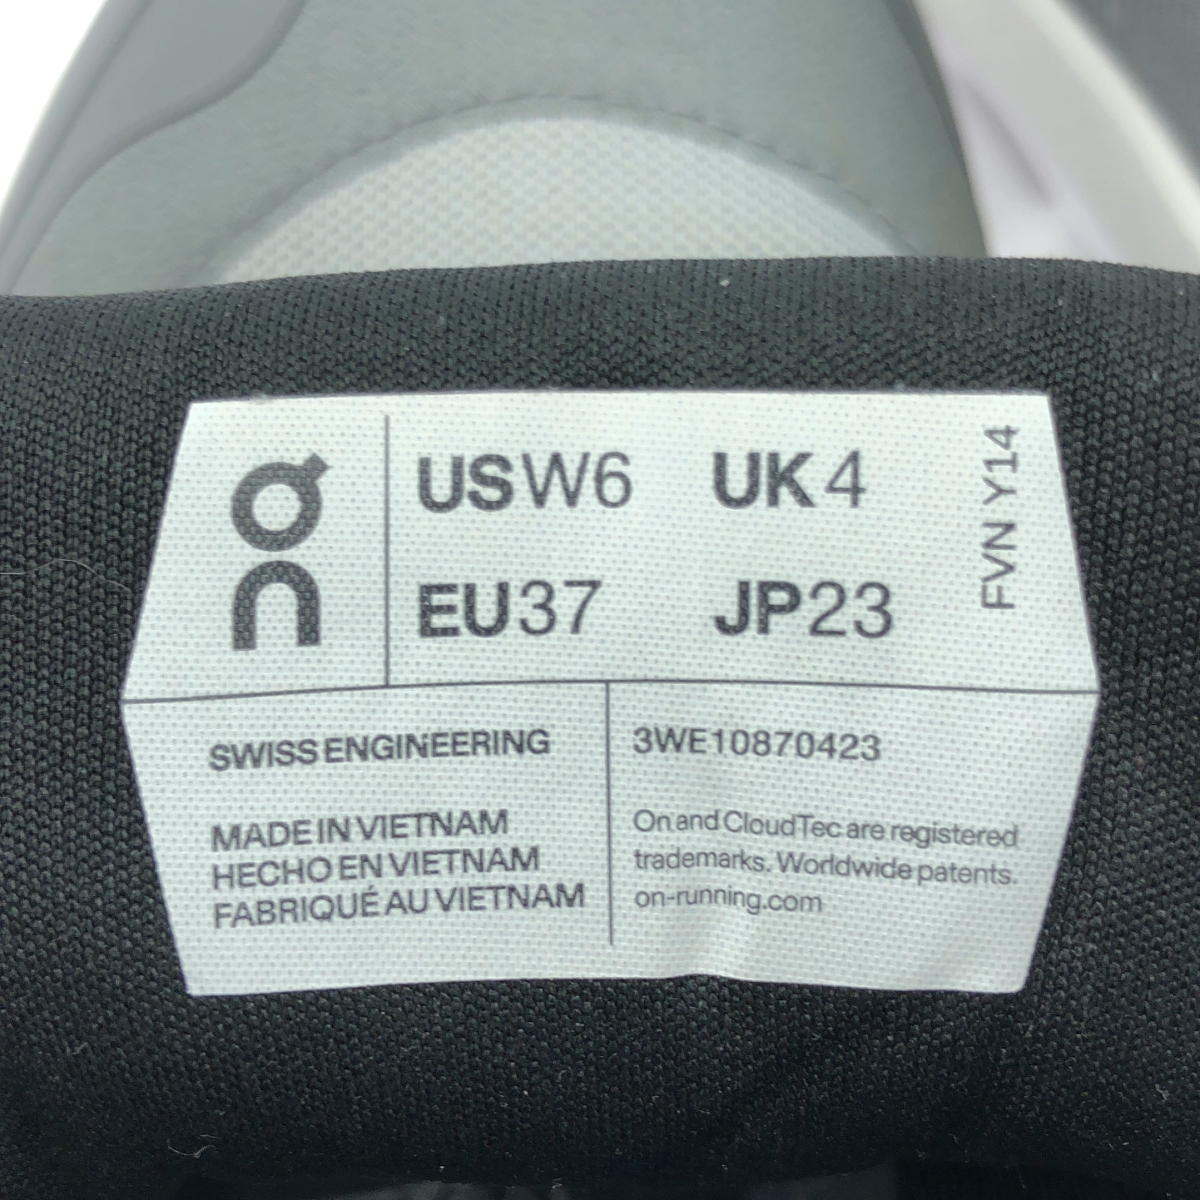 On
USW6 UK4
EU37 JP23
FVN Y14
SWISS ENGINEERING
MADE IN VIETNAM
HECHO EN VIETNAM
FABRIQUÉ AU VIETNAM
3WE10870423
On and CloudTec are registered
trademarks. Worldwide patents.
on-running.com